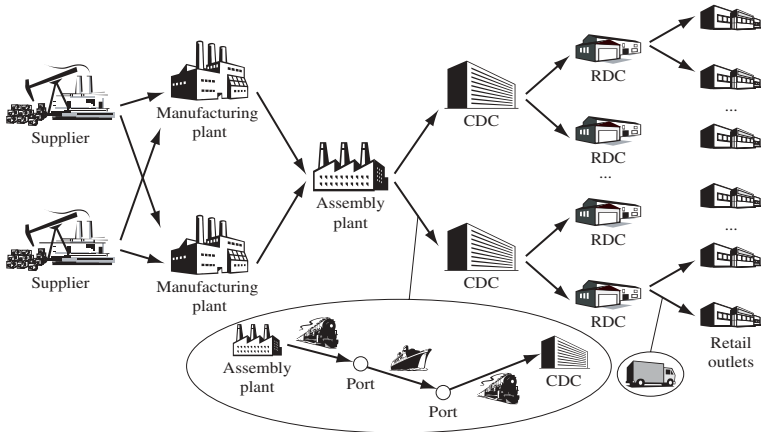 Supplier
Manufacturing
plant
Supplier
Manufacturing
plant
Assembly
plant
CDC
CDC
RDC
RDC
...
RDC
RDC
...
...
Retail
outlets
Assembly
plant
Port
Port
CDC